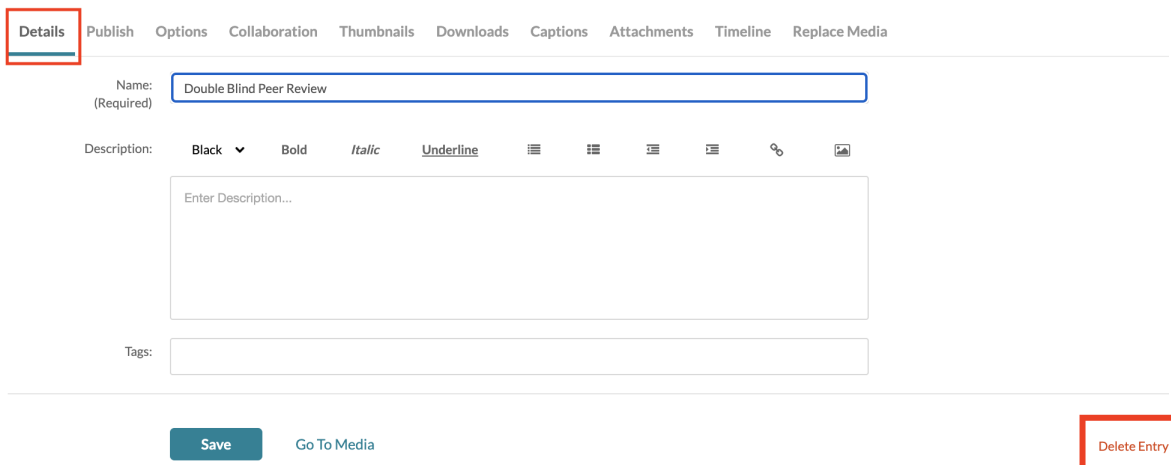 Details Publish Options Collaboration Thumbnails Downloads Captions Attachments Timeline Replace Media
Name:
(Required)
Double Blind Peer Review
Description:
Black Bold Italic Underline
Enter Description...
Tags:
Save Go To Media Delete Entry